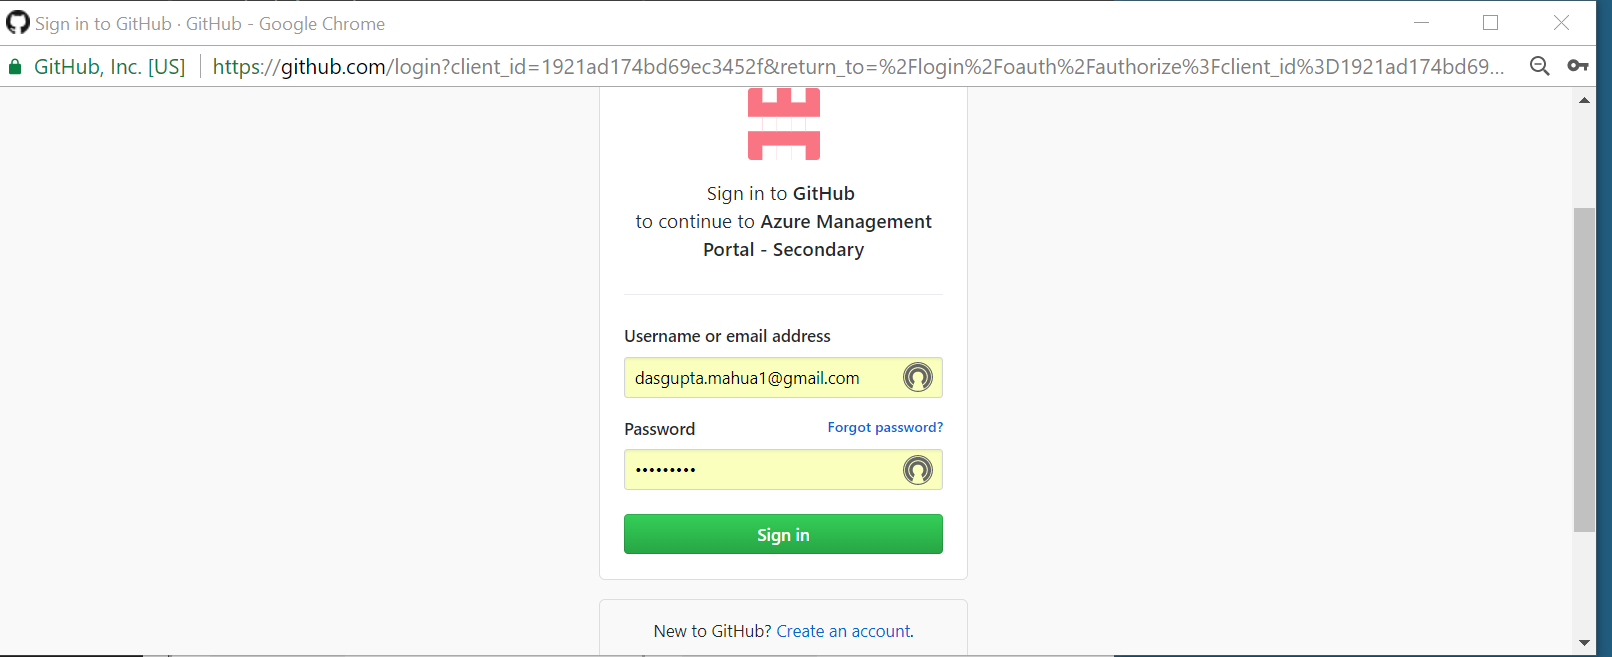 Sign in to GitHub · GitHub - Google Chrome
GitHub, Inc. [US] https://github.com/login?client_id=1921ad174bd69ec3452f&return_to=%2Flogin%2Foauth%2Fauthorize%3Fclient_id%3D1921ad174bd69...
Sign in to GitHub
to continue to Azure Management
Portal - Secondary
Username or email address
dasgupta.mahua1@gmail.com
Password Forgot password?
•••••••••
Sign in
New to GitHub? Create an account.